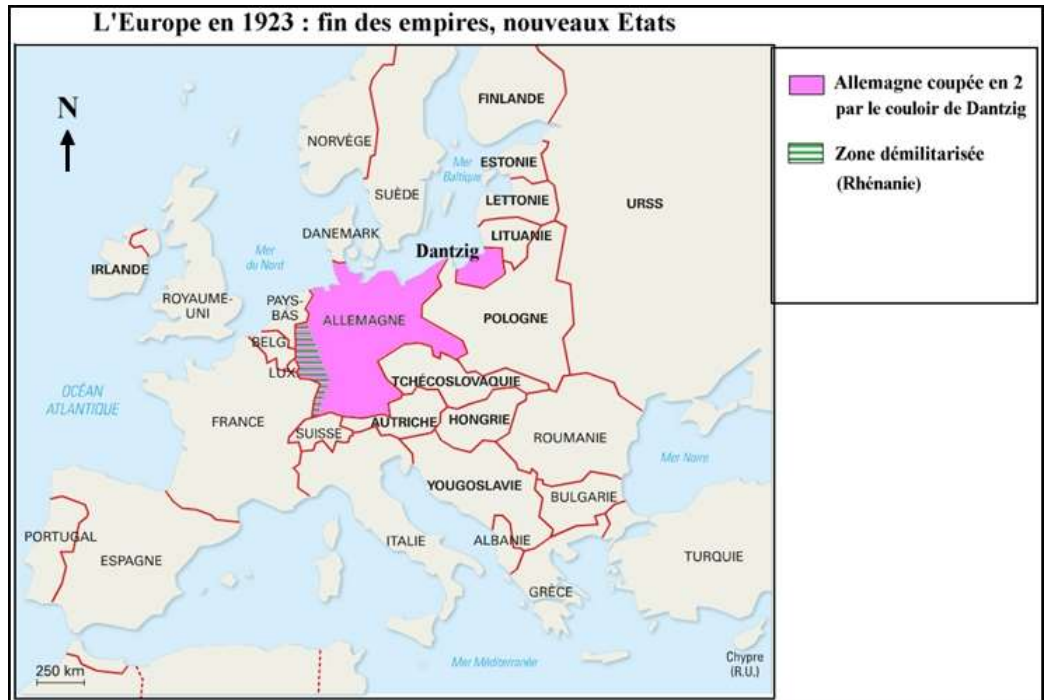 L'Europe en 1923 : fin des empires, nouveaux Etats
Allemagne coupée en 2
par le couloir de Dantzig
Zone démilitarisée
(Rhénanie)
N
FINLANDE
NORVÈGE
Mer
Baltique
ESTONIE
SUÈDE
LETTONIE
URSS
DANEMARK
LITUANIE
Mer
du Nord
Dantzig
IRLANDE
ROYAUME-
UNI
PAYS-
BAS
ALLEMAGNE
POLOGNE
BELG.
LUX.
TCHÉCOSLOVAQUIE
OCÉAN
ATLANTIQUE
FRANCE
SUISSE
AUTRICHE
HONGRIE
ROUMANIE
Mer Noire
YOUGOSLAVIE
BULGARIE
PORTUGAL
ESPAGNE
ITALIE
ALBANIE
TURQUIE
GRÈCE
250 km
Mer Méditerranée
Chypre
(R.U.)